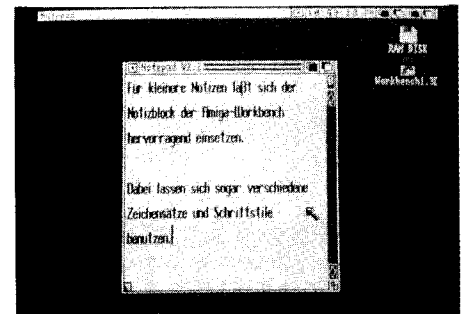 Notepad
RAM DISK
Workbench1.3
Notepad
Für kleinere Notizen läßt sich der
Notizblock der Amiga-Workbench
hervorragend einsetzen.
Dabei lassen sich sogar verschiedene
Zeichensätze und Schriftstile
benutzen.